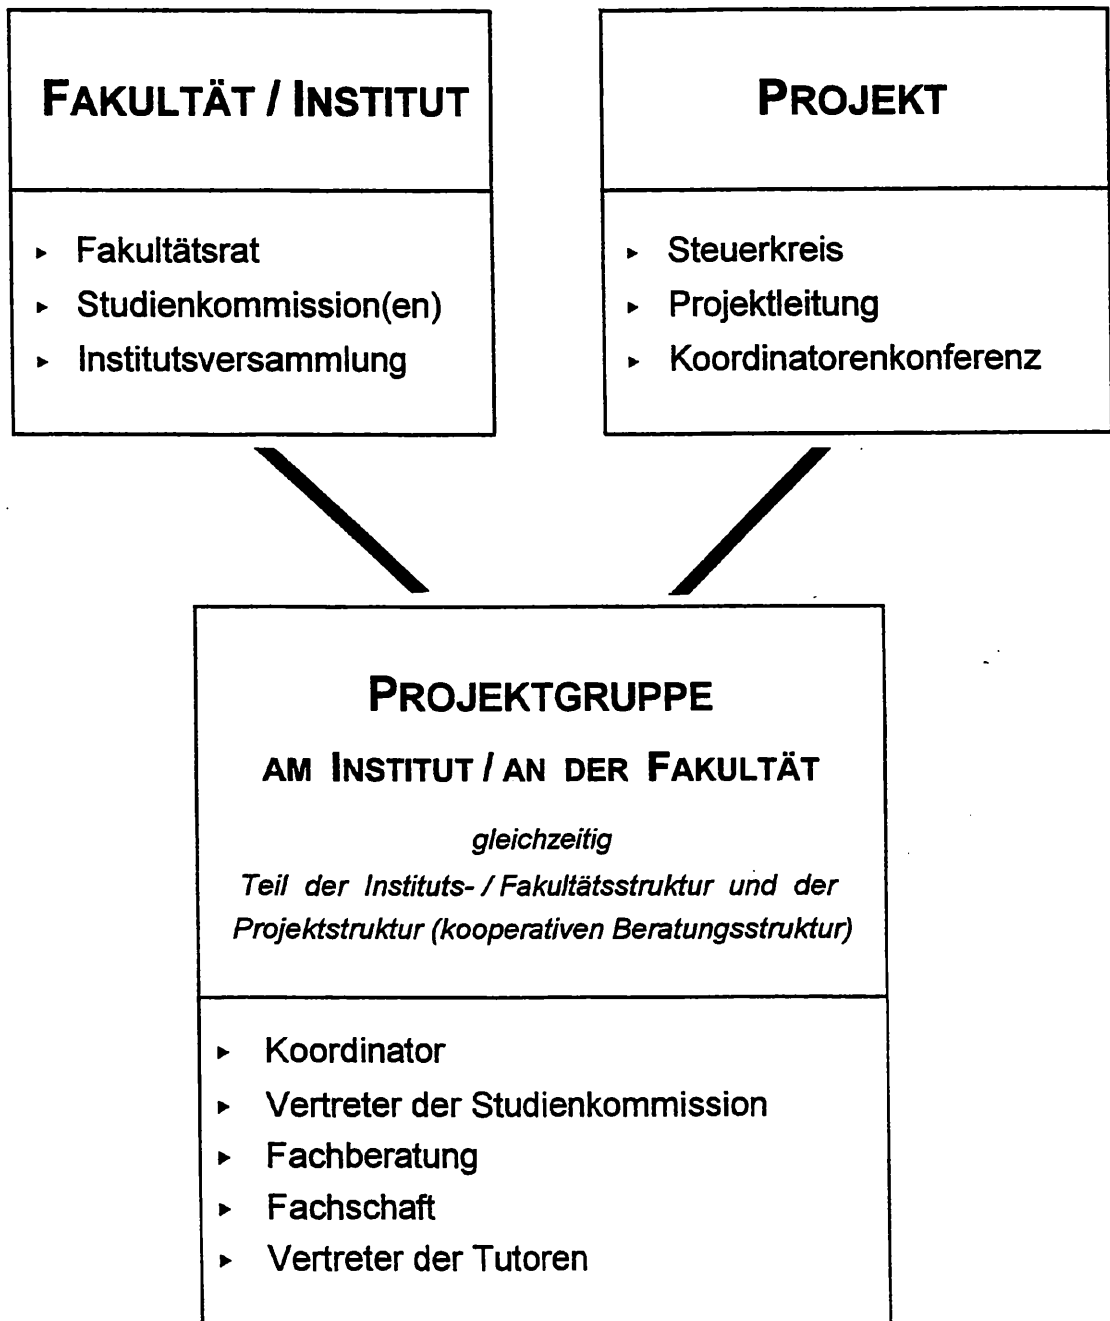 FAKULTÄT / INSTITUT
▸ Fakultätsrat
▸ Studienkommission(en)
▸ Institutsversammlung
PROJEKT
▸ Steuerkreis
▸ Projektleitung
▸ Koordinatorenkonferenz
PROJEKTGRUPPE
AM INSTITUT / AN DER FAKULTÄT
gleichzeitig
Teil der Instituts- / Fakultätsstruktur und der
Projektstruktur (kooperativen Beratungsstruktur)
▸ Koordinator
▸ Vertreter der Studienkommission
▸ Fachberatung
▸ Fachschaft
▸ Vertreter der Tutoren